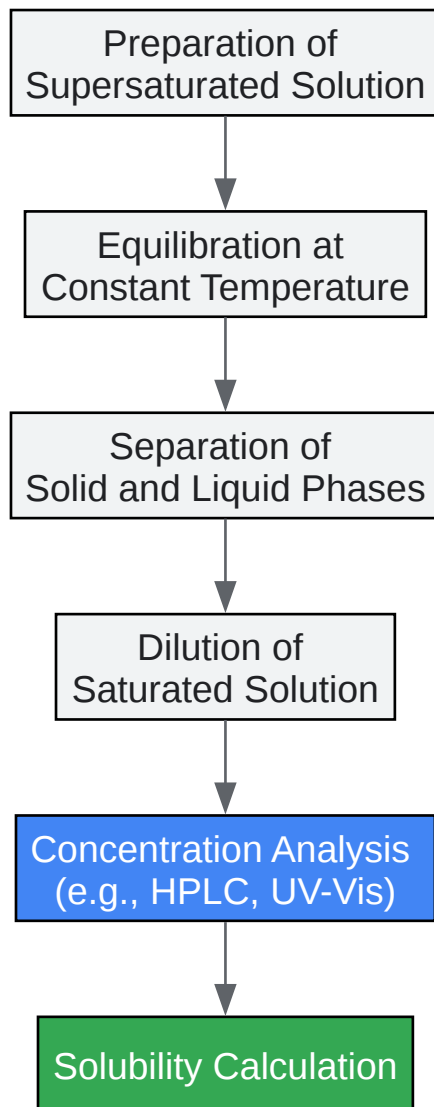 Preparation of
Supersaturated Solution
Equilibration at
Constant Temperature
Separation of
Solid and Liquid Phases
Dilution of
Saturated Solution
Concentration Analysis
(e.g., HPLC, UV-Vis)
Solubility Calculation